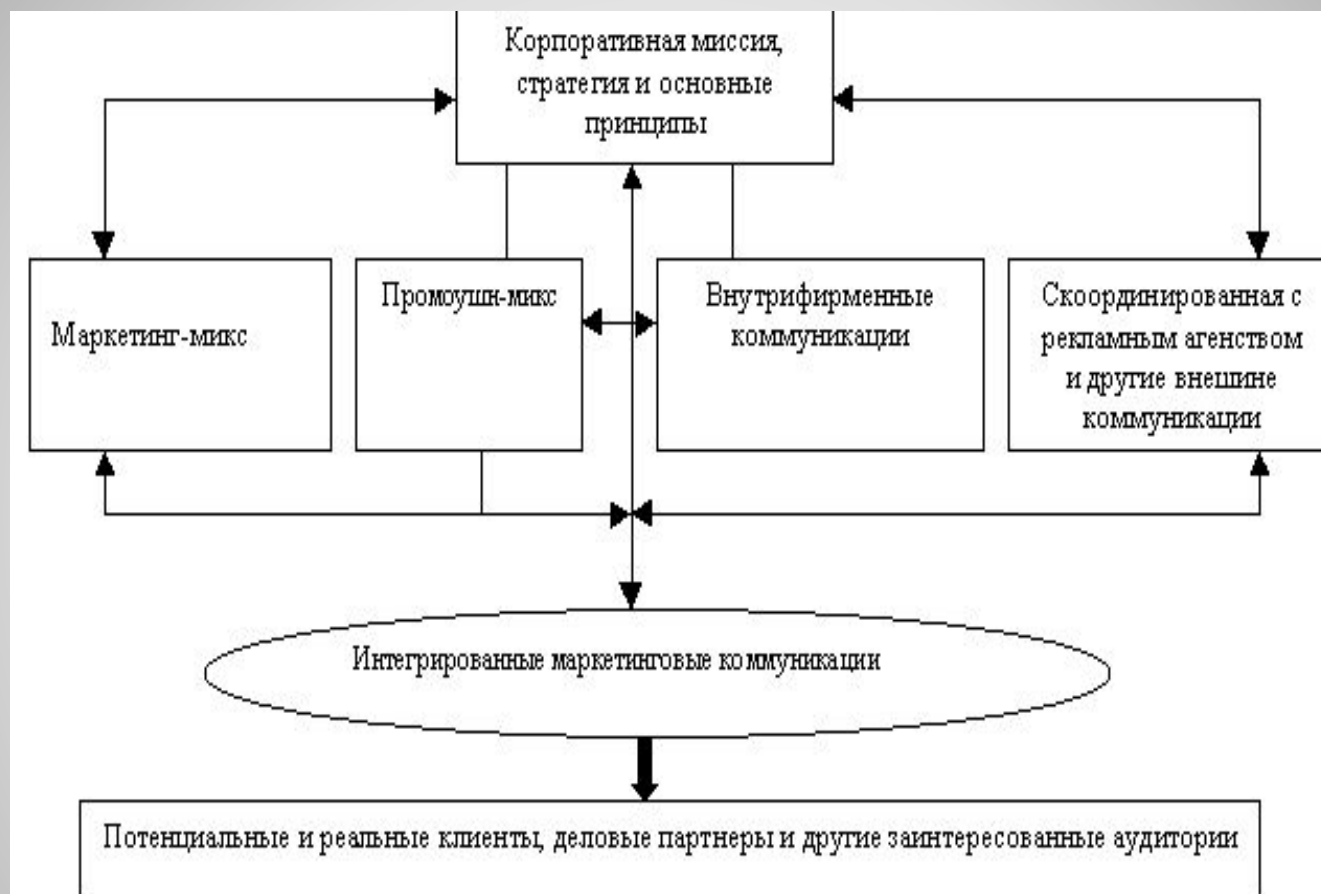 Корпоративная миссия,
стратегия и основные
принципы
Маркетинг-микс
Промоушн-микс
Внутрифирменные
коммуникации
Скоординированная с
рекламным агенством
и другие внешине
коммуникации
Интегрированные маркетинговые коммуникации
Потенциальные и реальные клиенты, деловые партнеры и другие заинтересованные аудитории